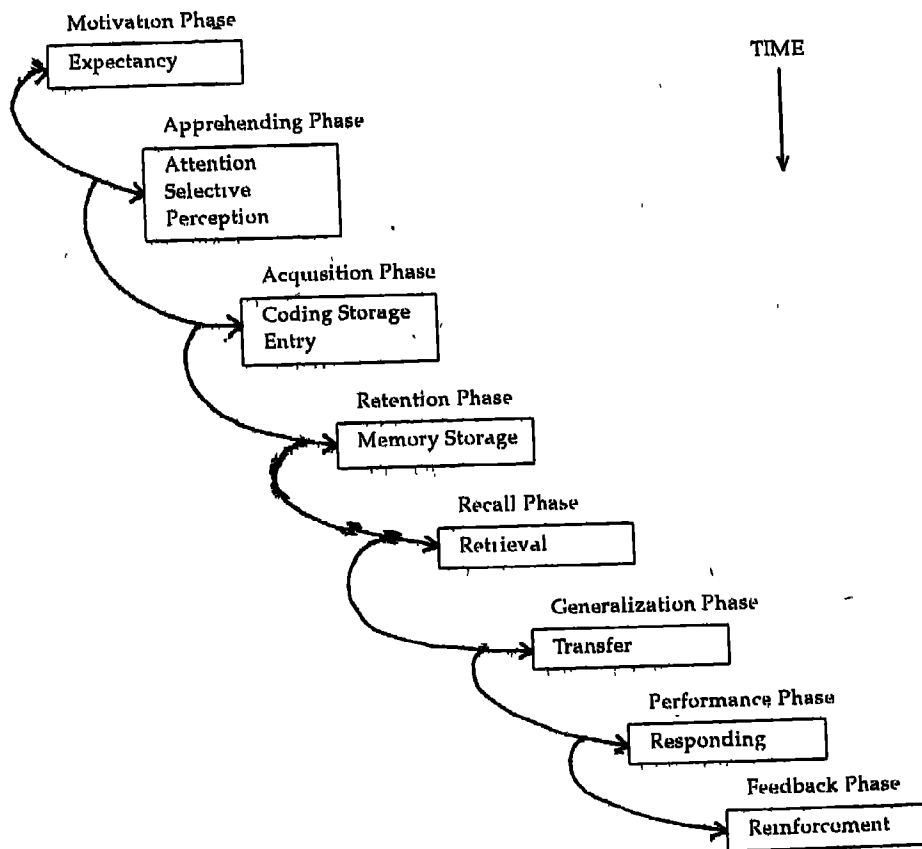 Motivation Phase
Expectancy
TIME
Apprehending Phase
Attention
Selective
Perception
Acquisition Phase
Coding Storage
Entry
Retention Phase
Memory Storage
Recall Phase
Retrieval
Generalization Phase
Transfer
Performance Phase
Responding
Feedback Phase
Reinforcement